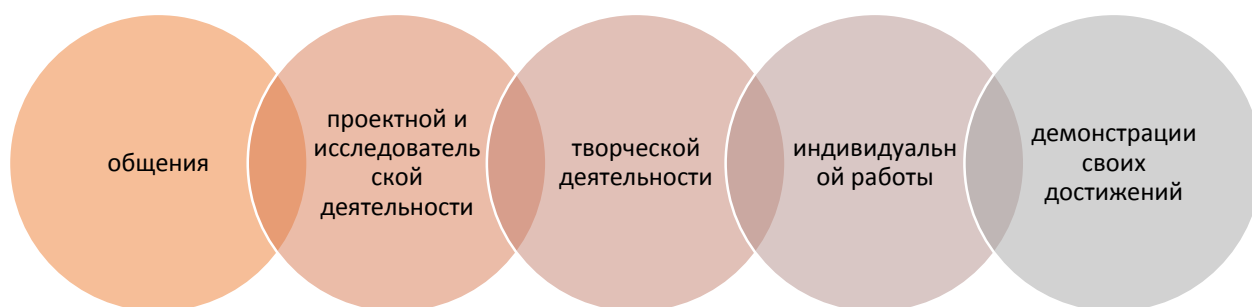 общения
проектной и
исследователь
ской
деятельности
творческой
деятельности
индивидуальн
ой работы
демонстрации
своих
достижений